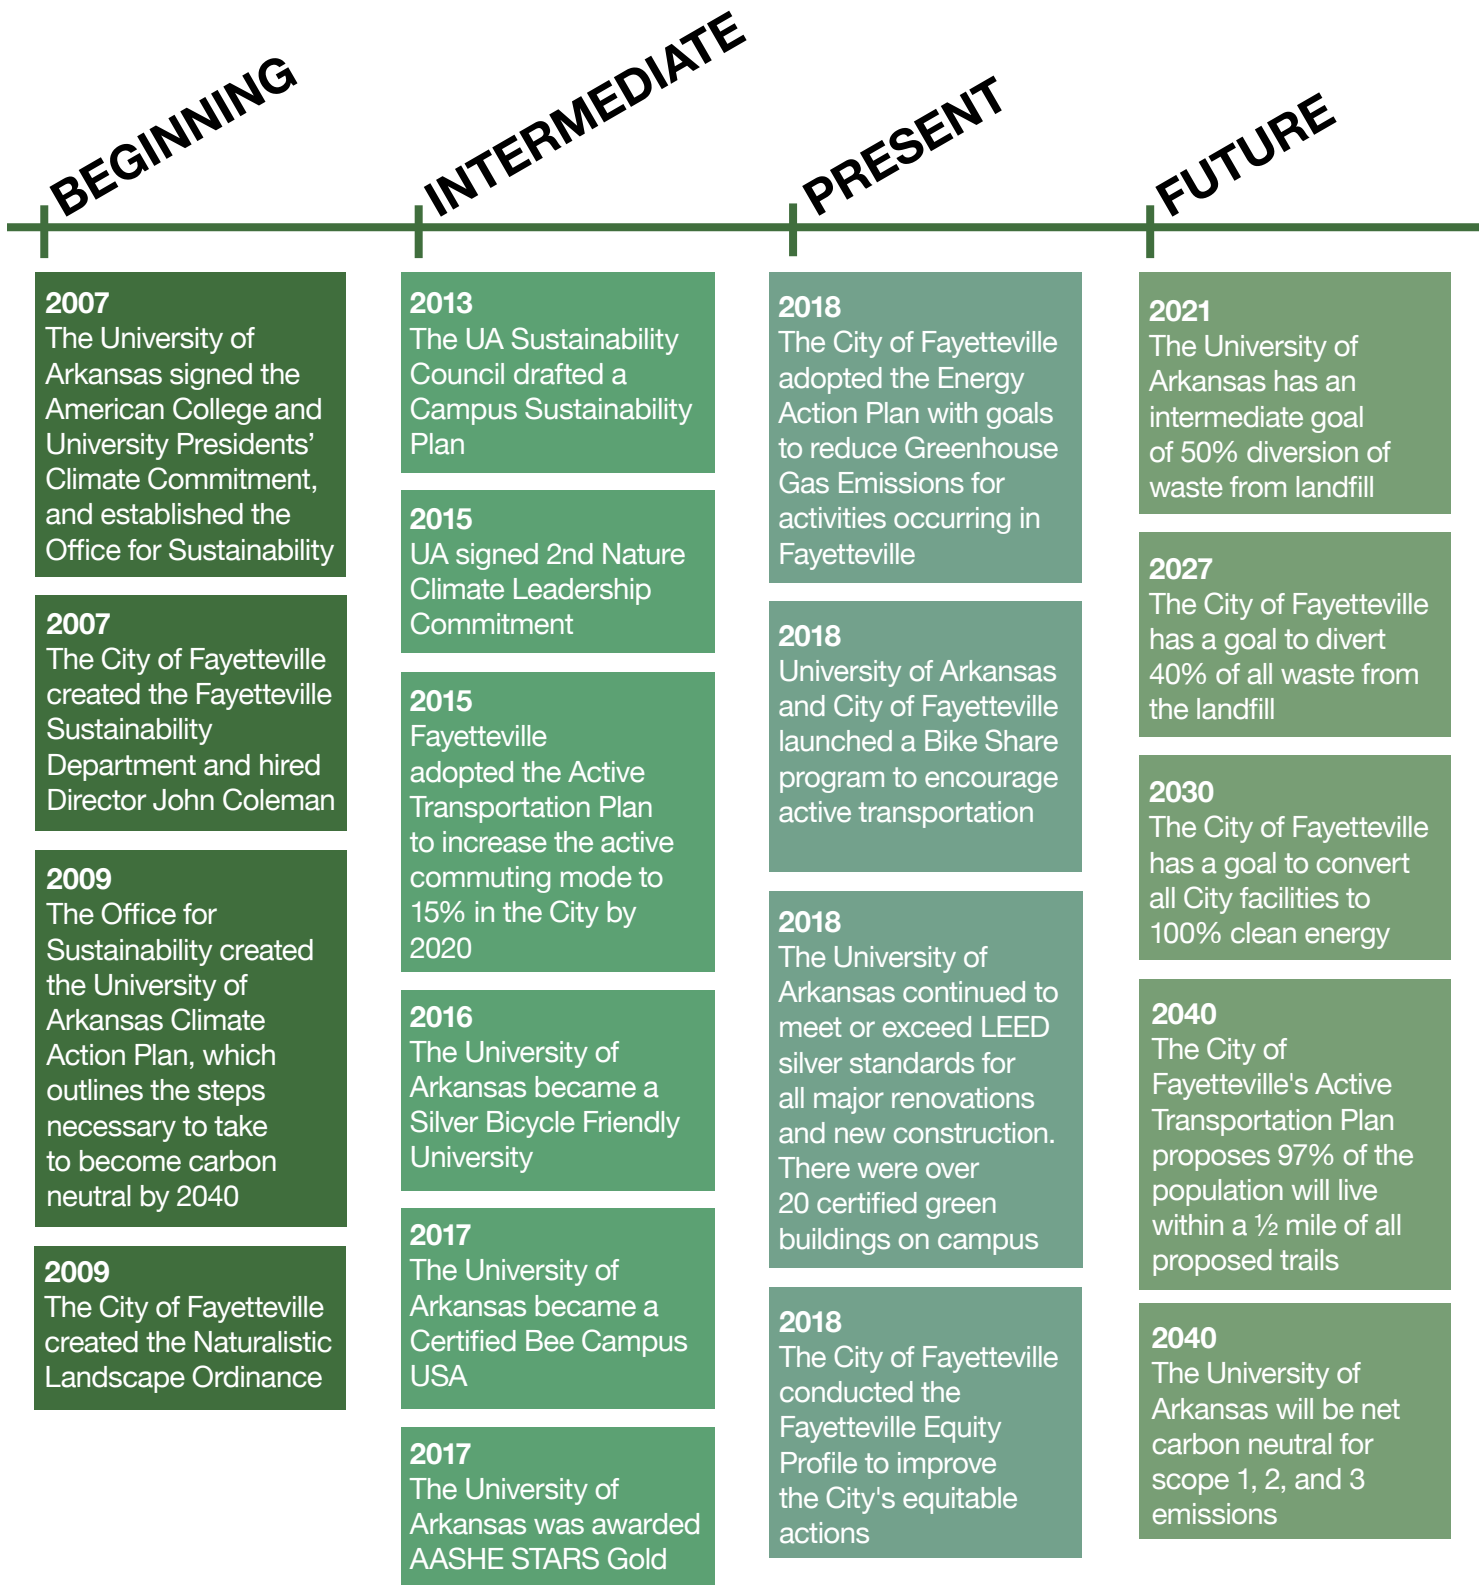 BEGINNING
INTERMEDIATE
PRESENT
FUTURE
2007
The University of
Arkansas signed the
American College and
University Presidents’
Climate Commitment,
and established the
Office for Sustainability
2007
The City of Fayetteville
created the Fayetteville
Sustainability
Department and hired
Director John Coleman
2009
The Office for
Sustainability created
the University of
Arkansas Climate
Action Plan, which
outlines the steps
necessary to take
to become carbon
neutral by 2040
2009
The City of Fayetteville
created the Naturalistic
Landscape Ordinance
2013
The UA Sustainability
Council drafted a
Campus Sustainability
Plan
2015
UA signed 2nd Nature
Climate Leadership
Commitment
2015
Fayetteville
adopted the Active
Transportation Plan
to increase the active
commuting mode to
15% in the City by
2020
2016
The University of
Arkansas became a
Silver Bicycle Friendly
University
2017
The University of
Arkansas became a
Certified Bee Campus
USA
2017
The University of
Arkansas was awarded
AASHE STARS Gold
2018
The City of Fayetteville
adopted the Energy
Action Plan with goals
to reduce Greenhouse
Gas Emissions for
activities occurring in
Fayetteville
2018
University of Arkansas
and City of Fayetteville
launched a Bike Share
program to encourage
active transportation
2018
The University of
Arkansas continued to
meet or exceed LEED
silver standards for
all major renovations
and new construction.
There were over
20 certified green
buildings on campus
2018
The City of Fayetteville
conducted the
Fayetteville Equity
Profile to improve
the City's equitable
actions
2021
The University of
Arkansas has an
intermediate goal
of 50% diversion of
waste from landfill
2027
The City of Fayetteville
has a goal to divert
40% of all waste from
the landfill
2030
The City of Fayetteville
has a goal to convert
all City facilities to
100% clean energy
2040
The City of
Fayetteville's Active
Transportation Plan
proposes 97% of the
population will live
within a ½ mile of all
proposed trails
2040
The University of
Arkansas will be net
carbon neutral for
scope 1, 2, and 3
emissions